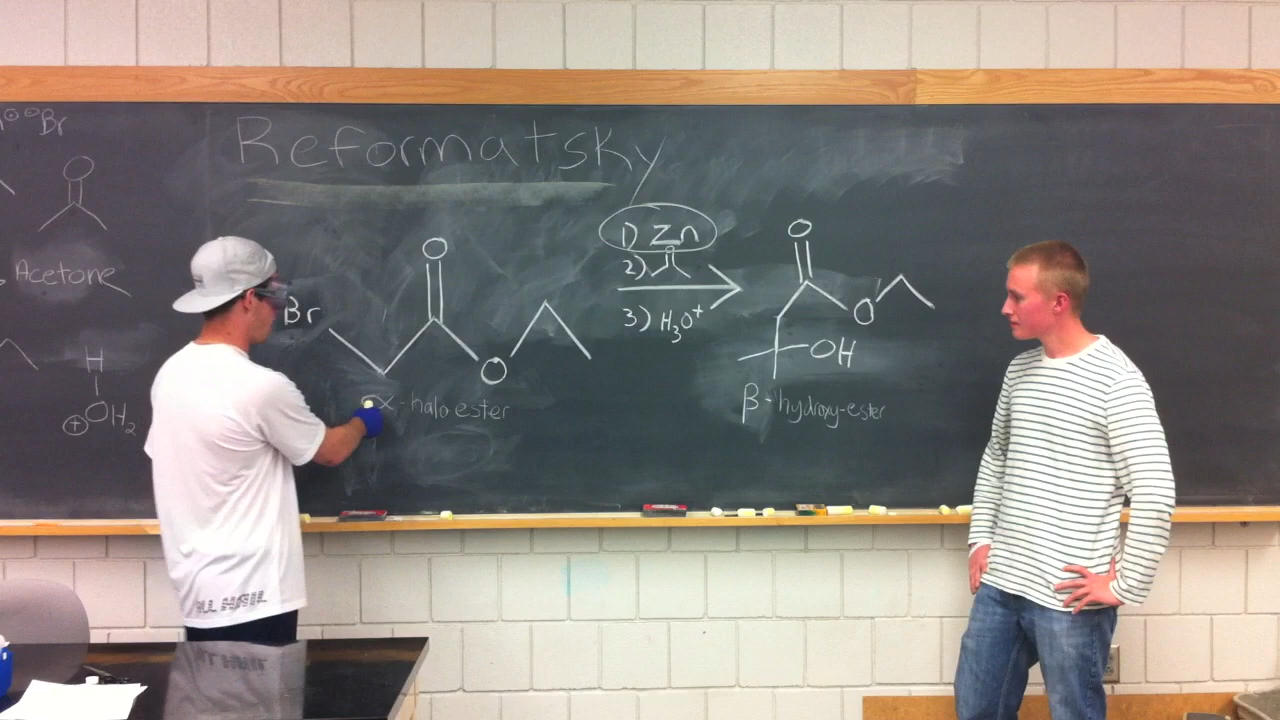 Reformatsky
⊖Br
O
Acetone
H
⊕OH₂
Br
O
O
α-halo ester
1) Zn
2) O
3) H₃O⁺
O
O
OH
β-hydroxy-ester